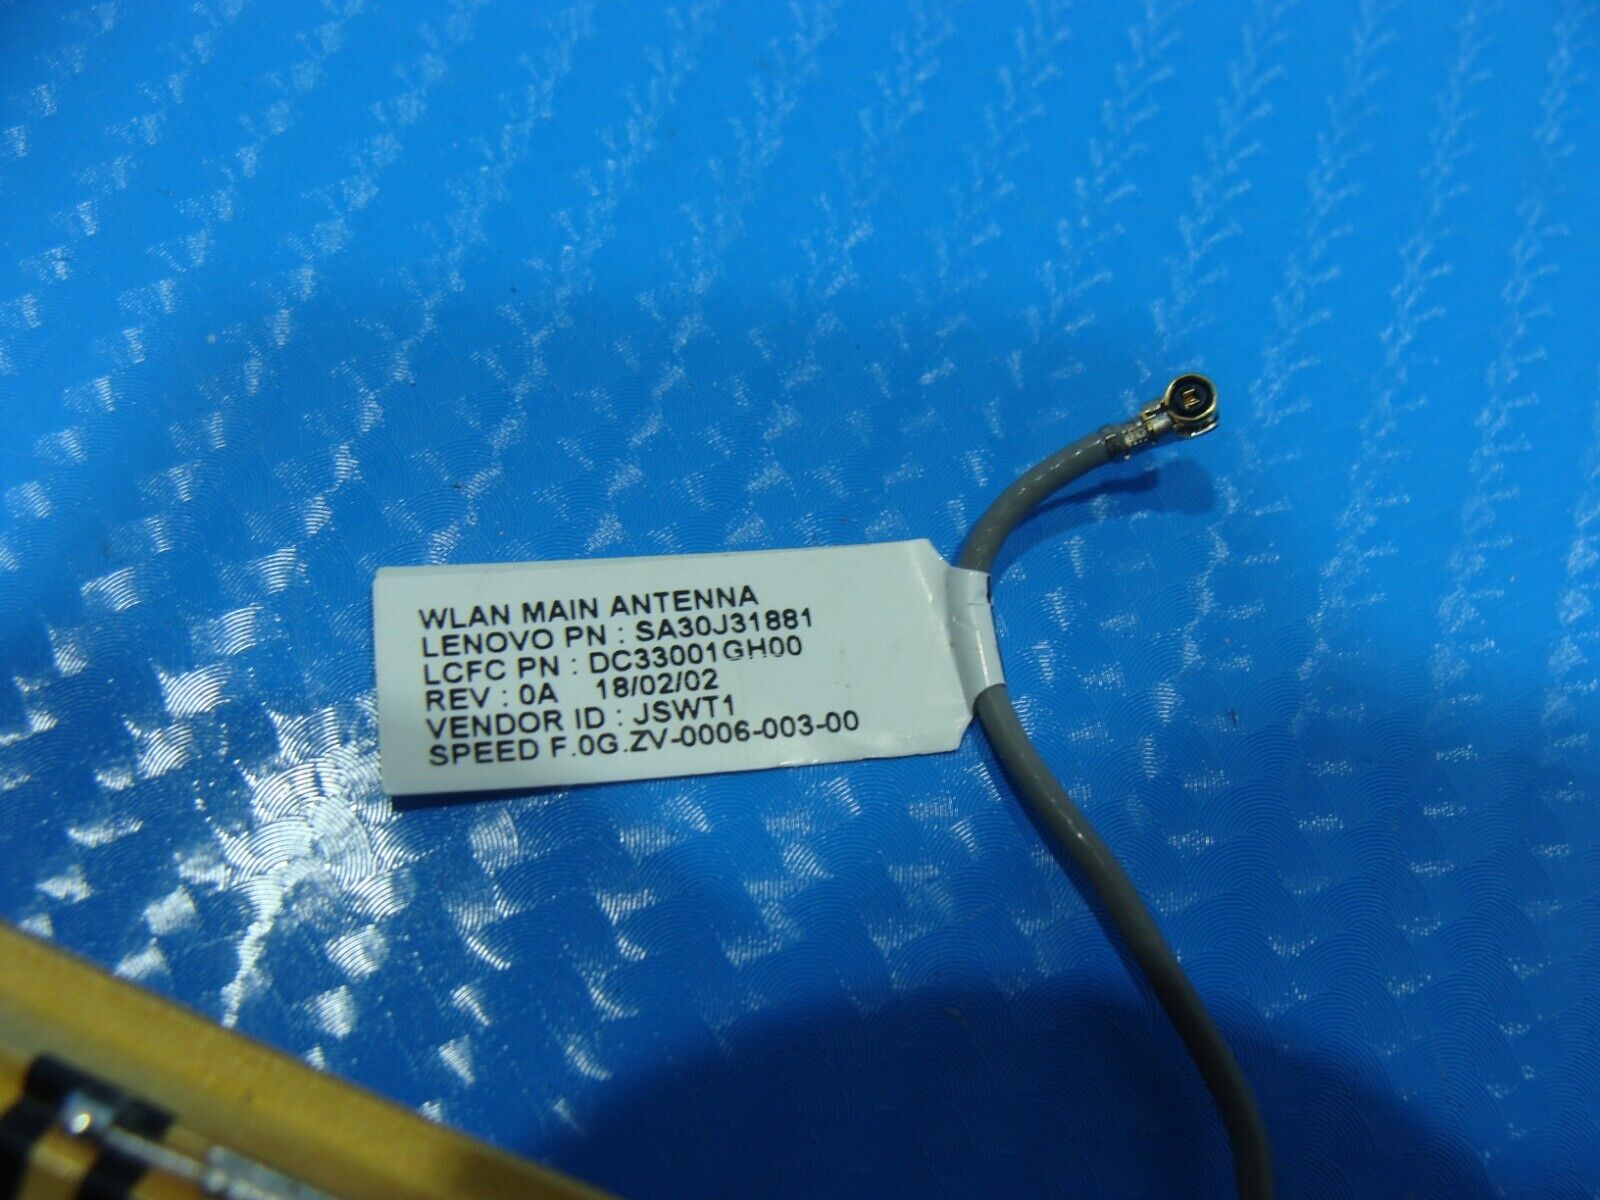 WLAN MAIN ANTENNA
LENOVO PN : SA30J31881
LCFC PN : DC33001GH00
REV : 0A 18/02/02
VENDOR ID : JSWT1
SPEED F.0G.ZV-0006-003-00